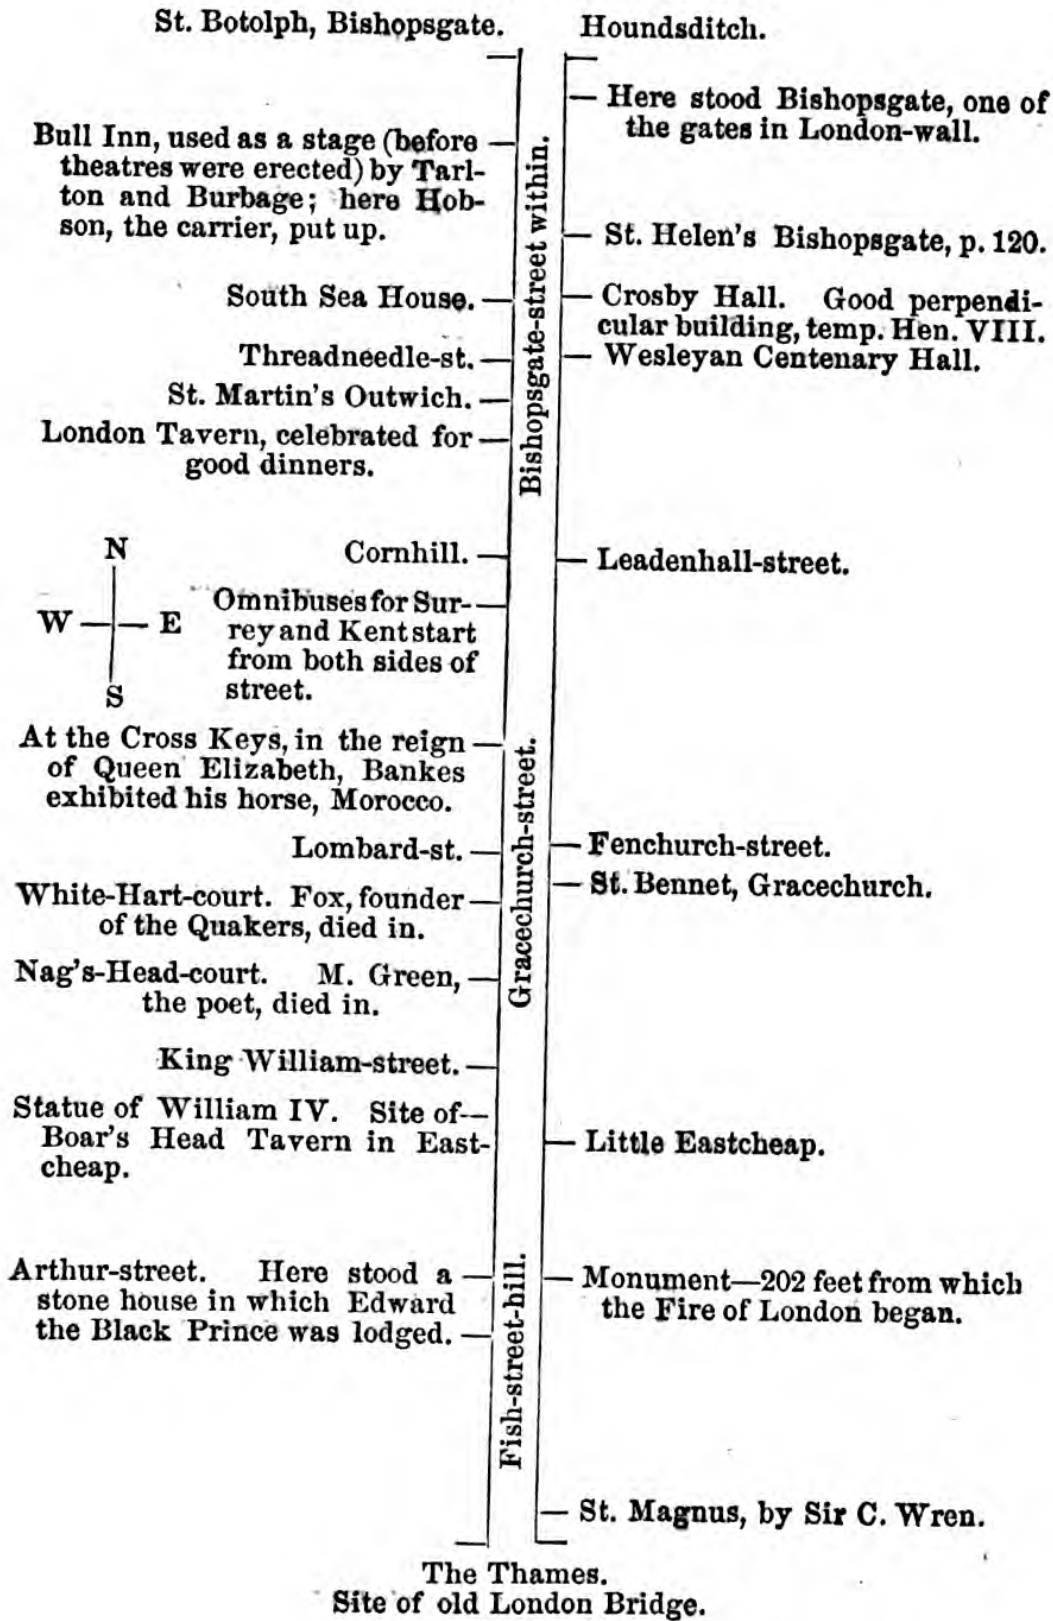 St. Botolph, Bishopsgate.
Houndsditch.
Here stood Bishopsgate, one of
the gates in London-wall.
Bull Inn, used as a stage (before
theatres were erected) by Tarl-
ton and Burbage; here Hob-
son, the carrier, put up.
St. Helen's Bishopsgate, p. 120.
Bishopsgate-street within.
South Sea House.
Crosby Hall. Good perpendi-
cular building, temp. Hen. VIII.
Threadneedle-st.
Wesleyan Centenary Hall.
St. Martin's Outwich.
London Tavern, celebrated for
good dinners.
Cornhill.
Leadenhall-street.
N
W E
S
Omnibuses for Sur-
rey and Kent start
from both sides of
street.
At the Cross Keys, in the reign
of Queen Elizabeth, Bankes
exhibited his horse, Morocco.
Gracechurch-street.
Lombard-st.
Fenchurch-street.
St. Bennet, Gracechurch.
White-Hart-court. Fox, founder
of the Quakers, died in.
Nag's-Head-court. M. Green,
the poet, died in.
King William-street.
Statue of William IV. Site of
Boar's Head Tavern in East-
cheap.
Little Eastcheap.
Arthur-street. Here stood a
stone house in which Edward
the Black Prince was lodged.
Monument—202 feet from which
the Fire of London began.
Fish-street-hill.
St. Magnus, by Sir C. Wren.
The Thames.
Site of old London Bridge.